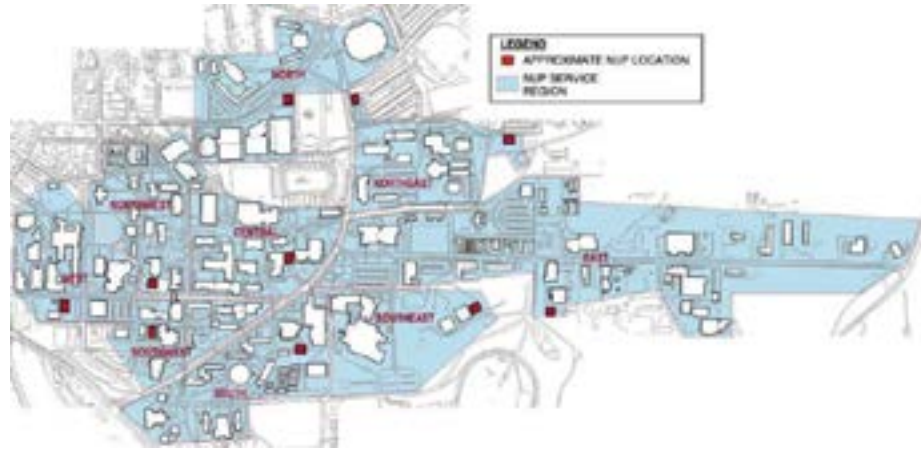 LEGEND
APPROXIMATE NUP LOCATION
NUP SERVICE
REGION
NORTH
NORTHEAST
NORTHWEST
CENTRAL
EAST
WEST
SOUTHEAST
SOUTHWEST
SOUTH